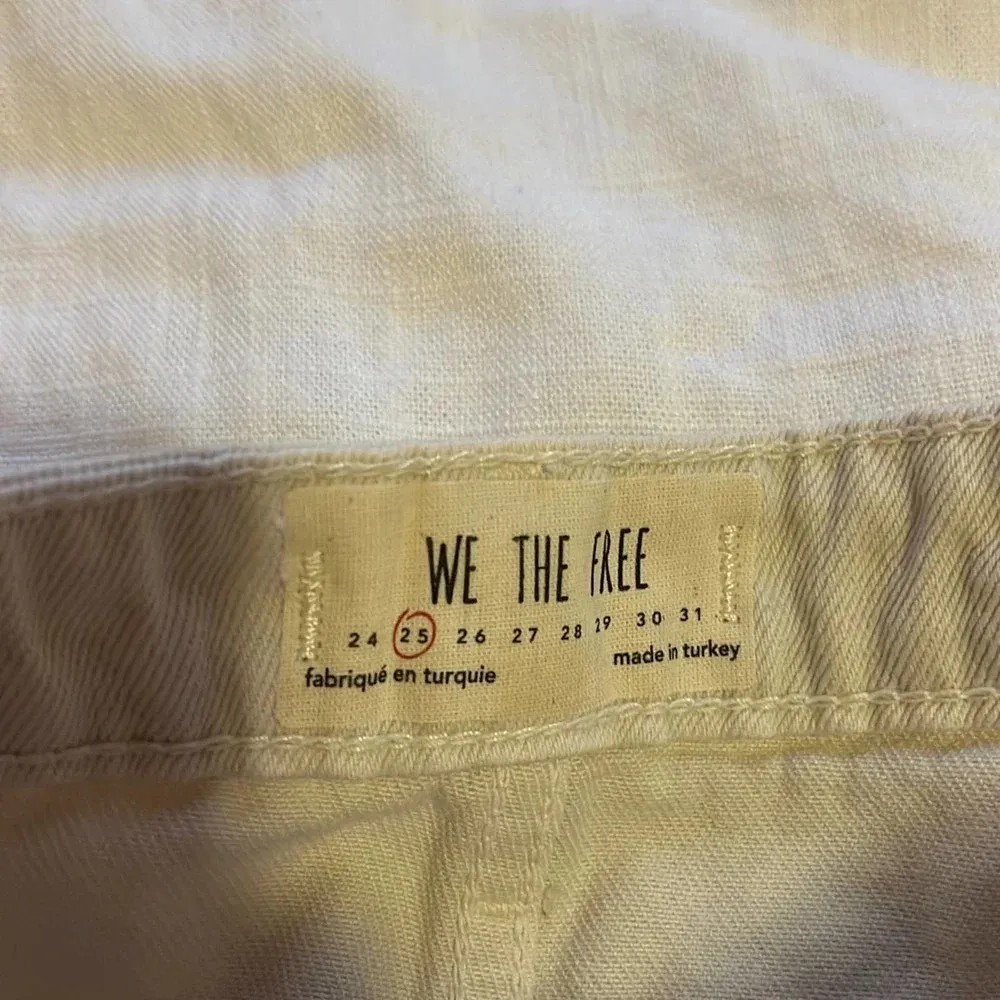 WE THE FREE
24 25 26 27 28 29 30 31
fabriqué en turquie made in turkey